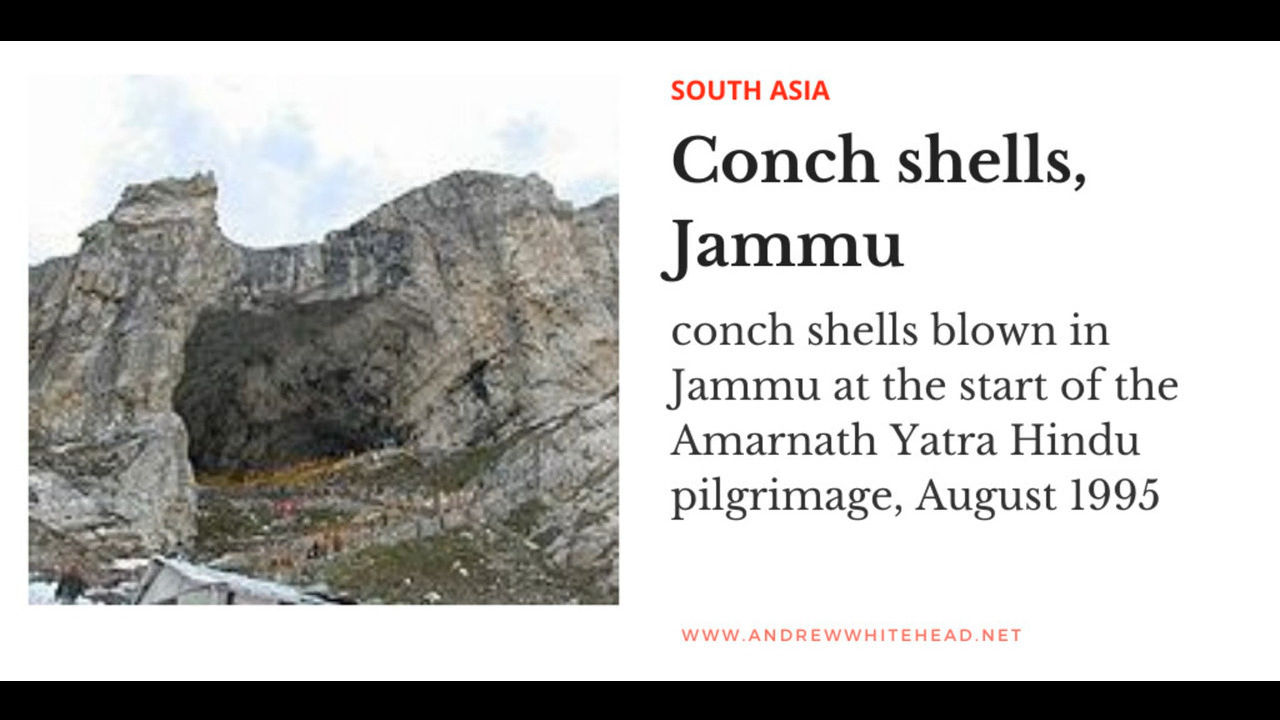 SOUTH ASIA
Conch shells,
Jammu
conch shells blown in
Jammu at the start of the
Amarnath Yatra Hindu
pilgrimage, August 1995
WWW.ANDREWWHITEHEAD.NET